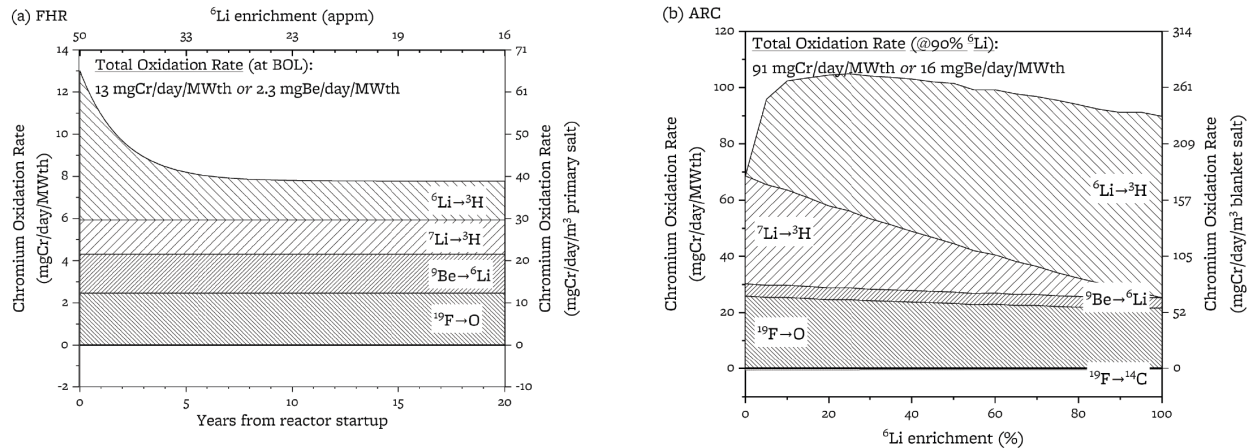 (a) FHR
⁶Li enrichment (appm)
50 33 23 19 16
Total Oxidation Rate (at BOL):
13 mgCr/day/MWth or 2.3 mgBe/day/MWth
Chromium Oxidation Rate
(mgCr/day/MWth)
14
12
10
8
6
4
2
0
-2
⁶Li→³H
⁷Li→³H
⁹Be→⁶Li
¹⁹F→O
71
61
50
40
30
20
10
0
-10
Chromium Oxidation Rate
(mgCr/day/m³ primary salt)
0 5 10 15 20
Years from reactor startup
(b) ARC
Total Oxidation Rate (@90% ⁶Li):
91 mgCr/day/MWth or 16 mgBe/day/MWth
Chromium Oxidation Rate
(mgCr/day/MWth)
120
100
80
60
40
20
0
⁶Li→³H
⁷Li→³H
⁹Be→⁶Li
¹⁹F→O
¹⁹F→¹⁴C
314
261
209
157
105
52
0
Chromium Oxidation Rate
(mgCr/day/m³ blanket salt)
0 20 40 60 80 100
⁶Li enrichment (%)